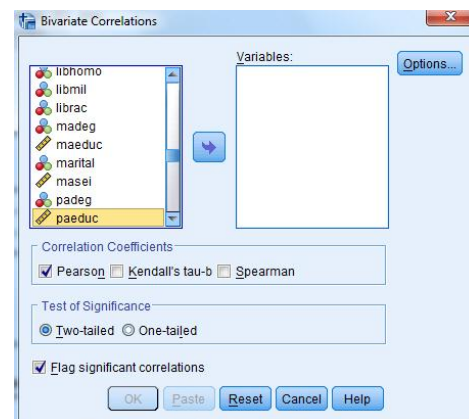 Bivariate Correlations
Variables:
Options...
libhomo
libmil
librac
madeg
maeduc
marital
masei
padeg
paeduc
Correlation Coefficients
Pearson Kendall's tau-b Spearman
Test of Significance
Two-tailed One-tailed
Flag significant correlations
OK Paste Reset Cancel Help